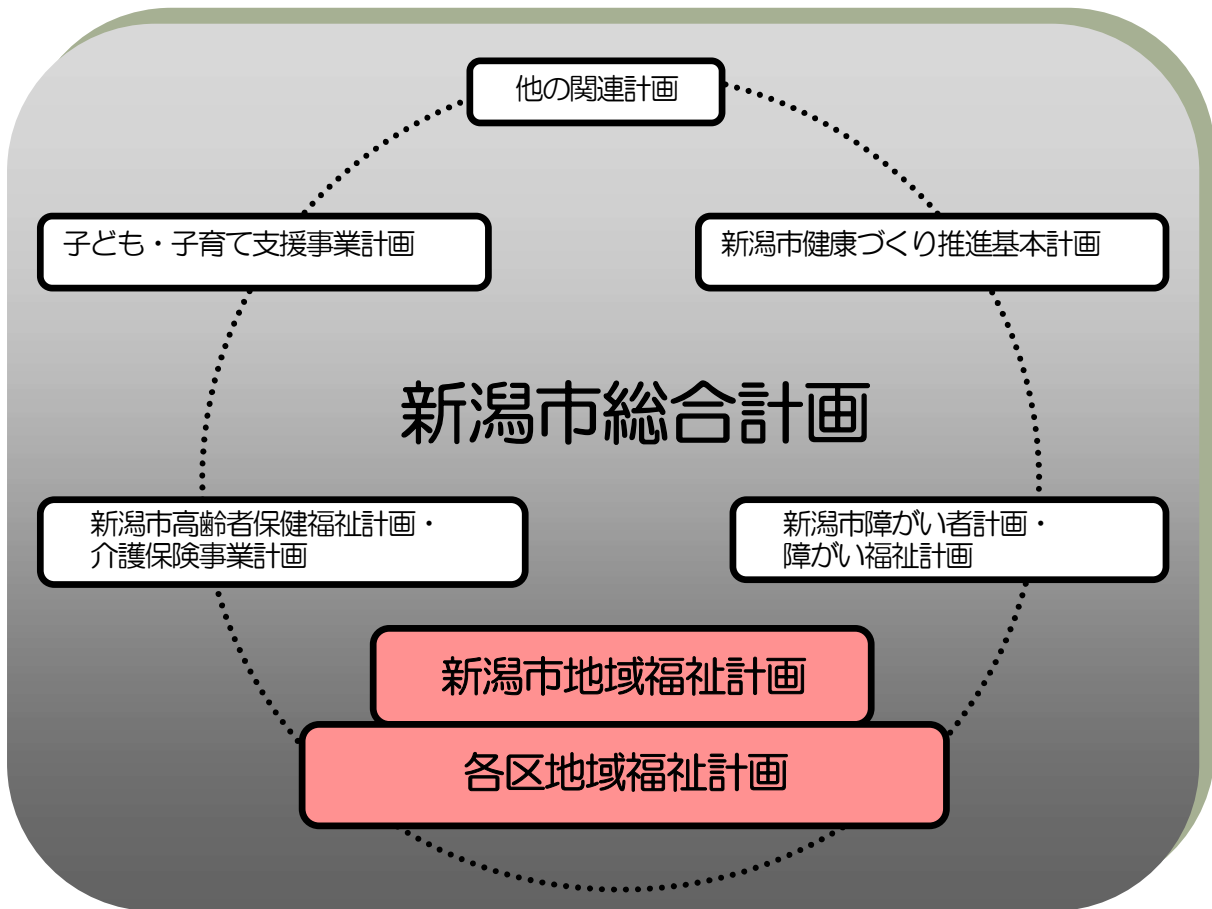 他の関連計画
子ども・子育て支援事業計画
新潟市健康づくり推進基本計画
新潟市総合計画
新潟市高齢者保健福祉計画・
介護保険事業計画
新潟市障がい者計画・
障がい福祉計画
新潟市地域福祉計画
各区地域福祉計画